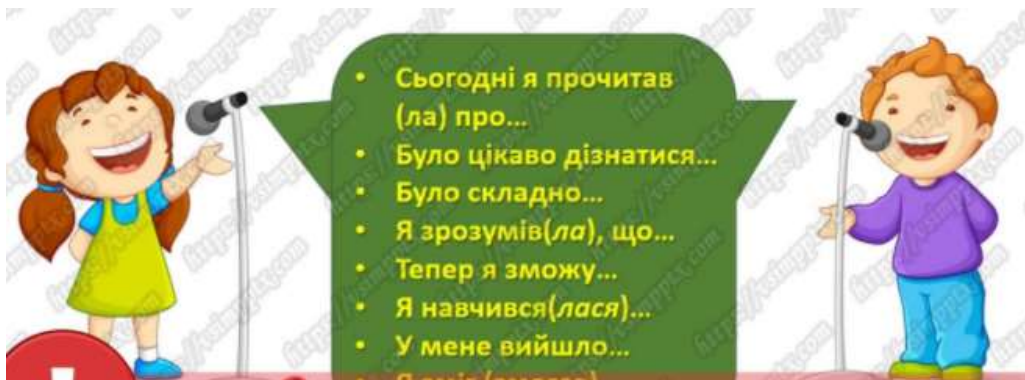 • Сьогодні я прочитав
(ла) про...
• Було цікаво дізнатися...
• Було складно...
• Я зрозумів(ла), що...
• Тепер я зможу...
• Я навчився(лася)...
• У мене вийшло...